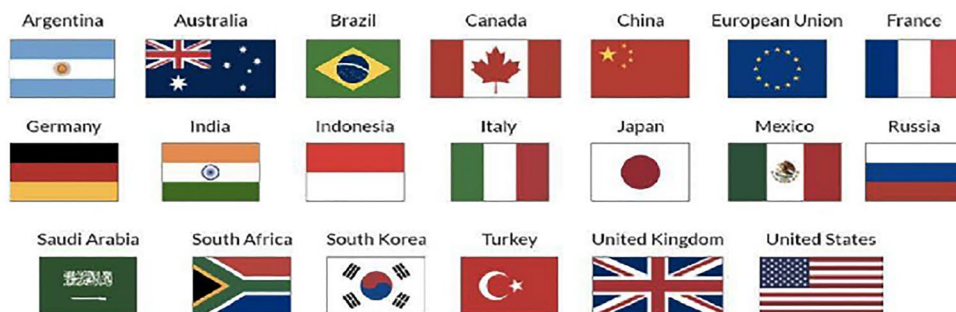 Argentina Australia Brazil Canada China European Union France
Germany India Indonesia Italy Japan Mexico Russia
Saudi Arabia South Africa South Korea Turkey United Kingdom United States